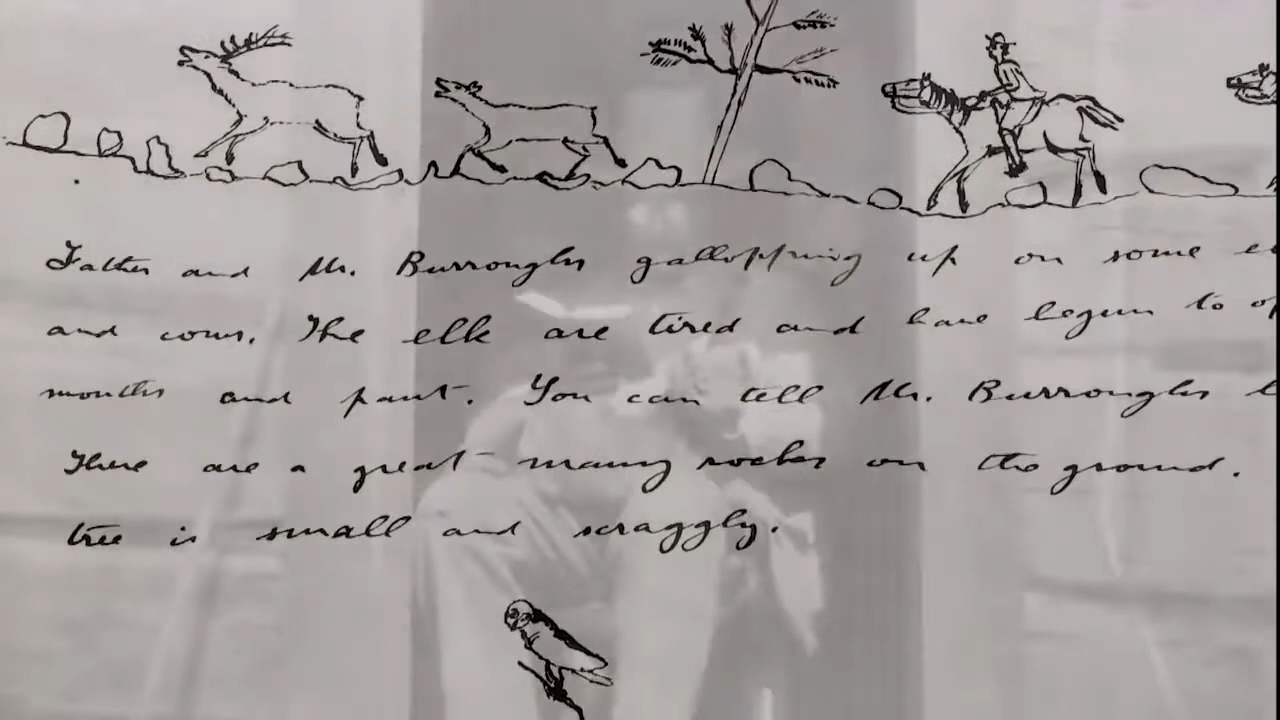 Father and Mr. Burroughs gallopping up on some
and cows. The elk are tired and have begun to
mouths and pant. You can tell Mr. Burroughs
There are a great many rocks on the ground.
tree is small and scraggly.